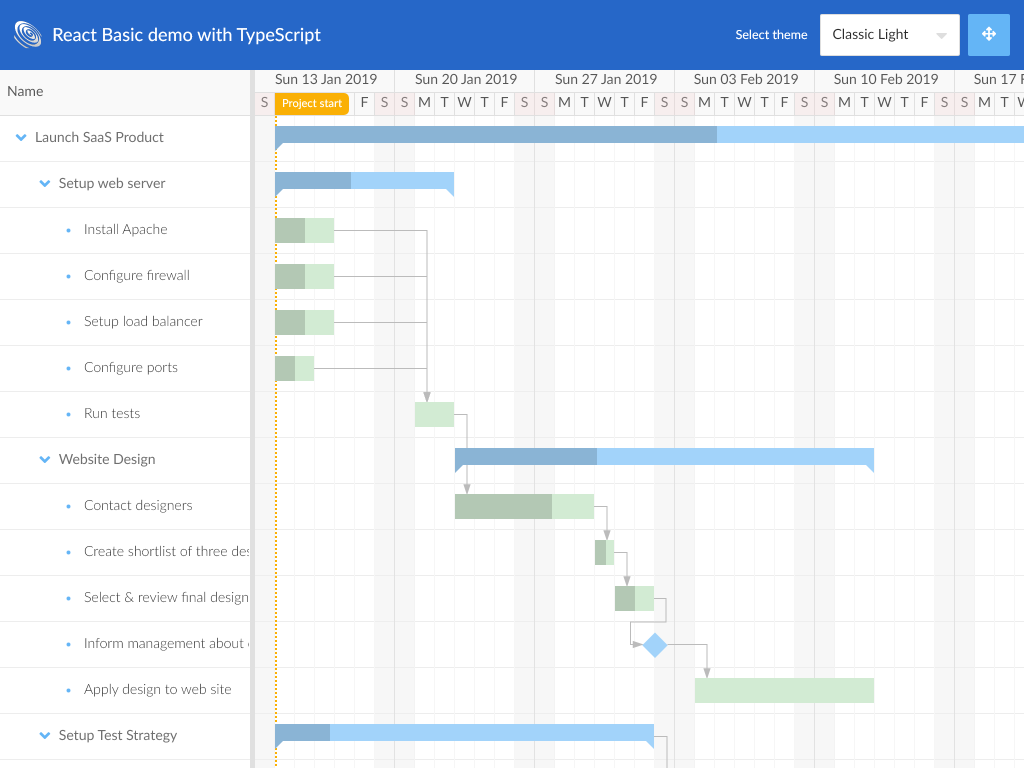 React Basic demo with TypeScript
Select theme
Classic Light
Name
Sun 13 Jan 2019 Sun 20 Jan 2019 Sun 27 Jan 2019 Sun 03 Feb 2019 Sun 10 Feb 2019 Sun 17 F
S Project start F S S M T W T F S S M T W T F S S M T W T F S S M T W T F S S M T
Launch SaaS Product
Setup web server
Install Apache
Configure firewall
Setup load balancer
Configure ports
Run tests
Website Design
Contact designers
Create shortlist of three des
Select & review final design
Inform management about
Apply design to web site
Setup Test Strategy